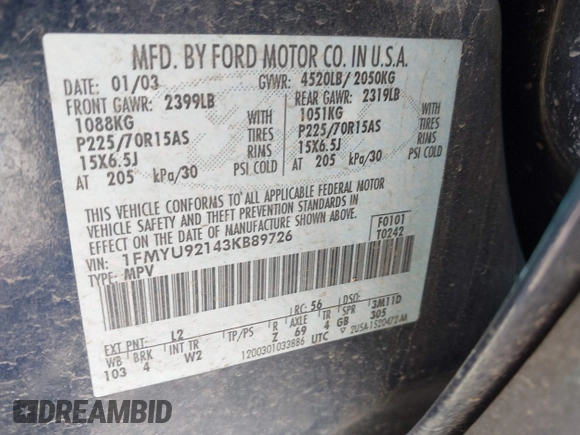 MFD. BY FORD MOTOR CO. IN U.S.A.
DATE: 01/03 GVWR: 4520LB/ 2050KG
FRONT GAWR: 2399LB REAR GAWR: 2319LB
1088KG WITH 1051KG WITH
P225/70R15AS TIRES P225/70R15AS TIRES
15X6.5J RIMS 15X6.5J RIMS
AT 205 kPa/30 PSI COLD AT 205 kPa/30 PSI COLD
THIS VEHICLE CONFORMS TO ALL APPLICABLE FEDERAL MOTOR
VEHICLE SAFETY AND THEFT PREVENTION STANDARDS IN
EFFECT ON THE DATE OF MANUFACTURE SHOWN ABOVE.
VIN: 1FMYU92143KB89726 F0101
TYPE: MPV T0242
EXT PNT: L2 RC: 56 DSO:
WB BRK INT TR TP/PS R AXLE TR SPR 3M11D
103 4 W2 Z 69 4 GB 305
1200301033886 UTC
DREAMBID